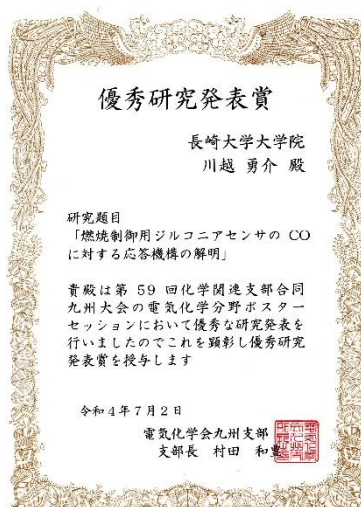 優秀研究発表賞
長崎大学大学院
川越 勇介 殿
研究題目
「燃焼制御用ジルコニアセンサの CO
に対する応答機構の解明」
貴殿は第 59 回化学関連支部合同
九州大会の電気化学分野ポスター
セッションにおいて優秀な研究発表を
行いましたのでこれを顕彰し優秀研究
発表賞を授与します
令和4年7月2日
電気化学会九州支部
支部長 村田 和豊